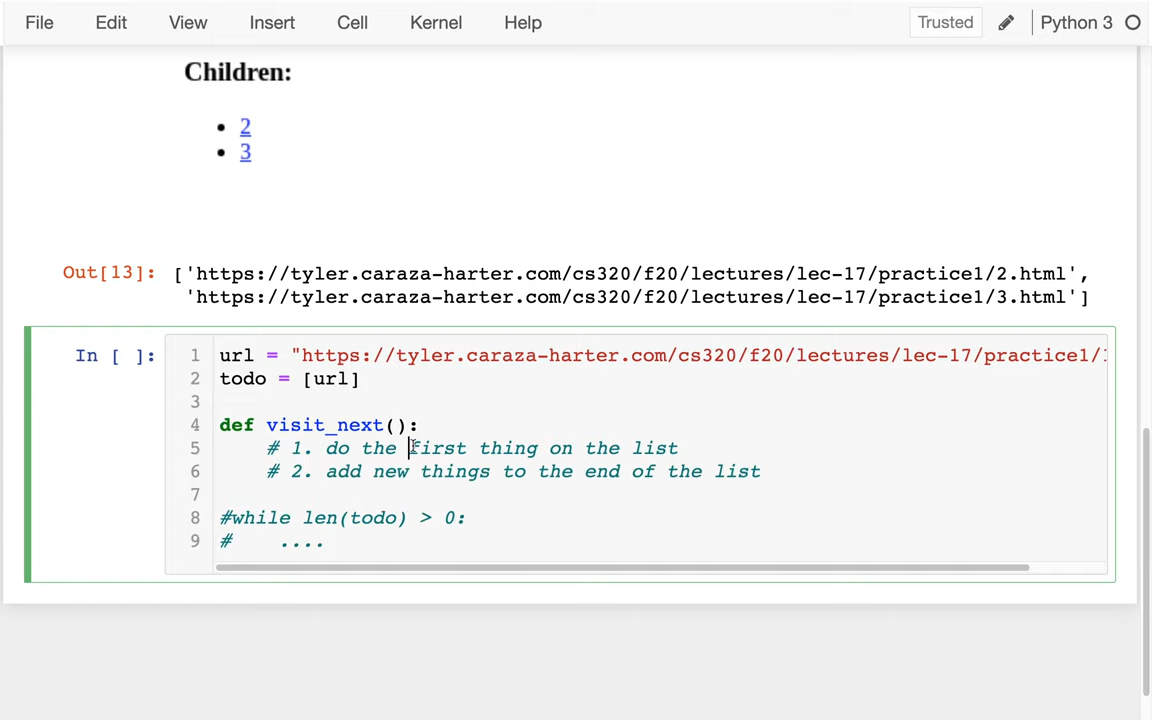 File Edit View Insert Cell Kernel Help Trusted Python 3
Children:
• 2
• 3
Out[13]: ['https://tyler.caraza-harter.com/cs320/f20/lectures/lec-17/practice1/2.html',
'https://tyler.caraza-harter.com/cs320/f20/lectures/lec-17/practice1/3.html']
In [ ]: 1 url = "https://tyler.caraza-harter.com/cs320/f20/lectures/lec-17/practice1/
2 todo = [url]
3
4 def visit_next():
5 # 1. do the first thing on the list
6 # 2. add new things to the end of the list
7
8 #while len(todo) > 0:
9 # ....